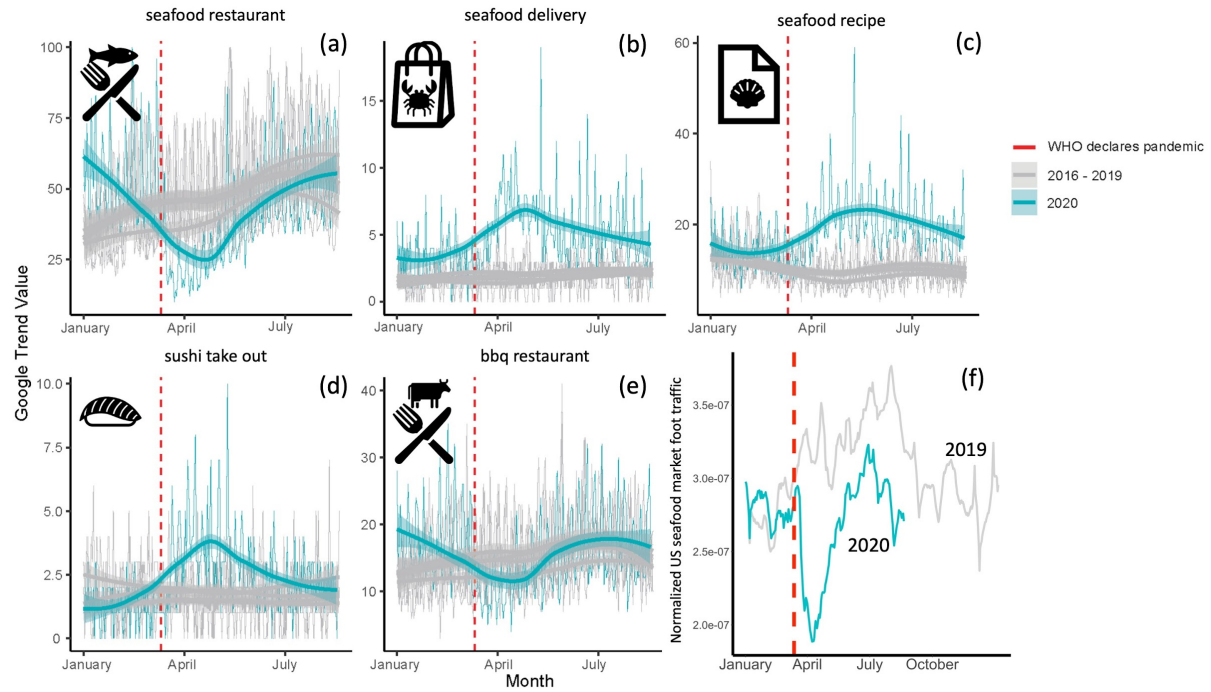 seafood restaurant
seafood delivery
seafood recipe
(a)
(b)
(c)
100
75
50
25
January
April
July
15
10
5
0
January
April
July
60
40
20
January
April
July
WHO declares pandemic
2016 - 2019
2020
Google Trend Value
sushi take out
bbq restaurant
(d)
(e)
(f)
10.0
7.5
5.0
2.5
0
January
April
July
40
30
20
10
January
April
July
Month
Normalized US seafood market foot traffic
3.5e-07
3.0e-07
2.5e-07
2.0e-07
2019
2020
January
April
July
October